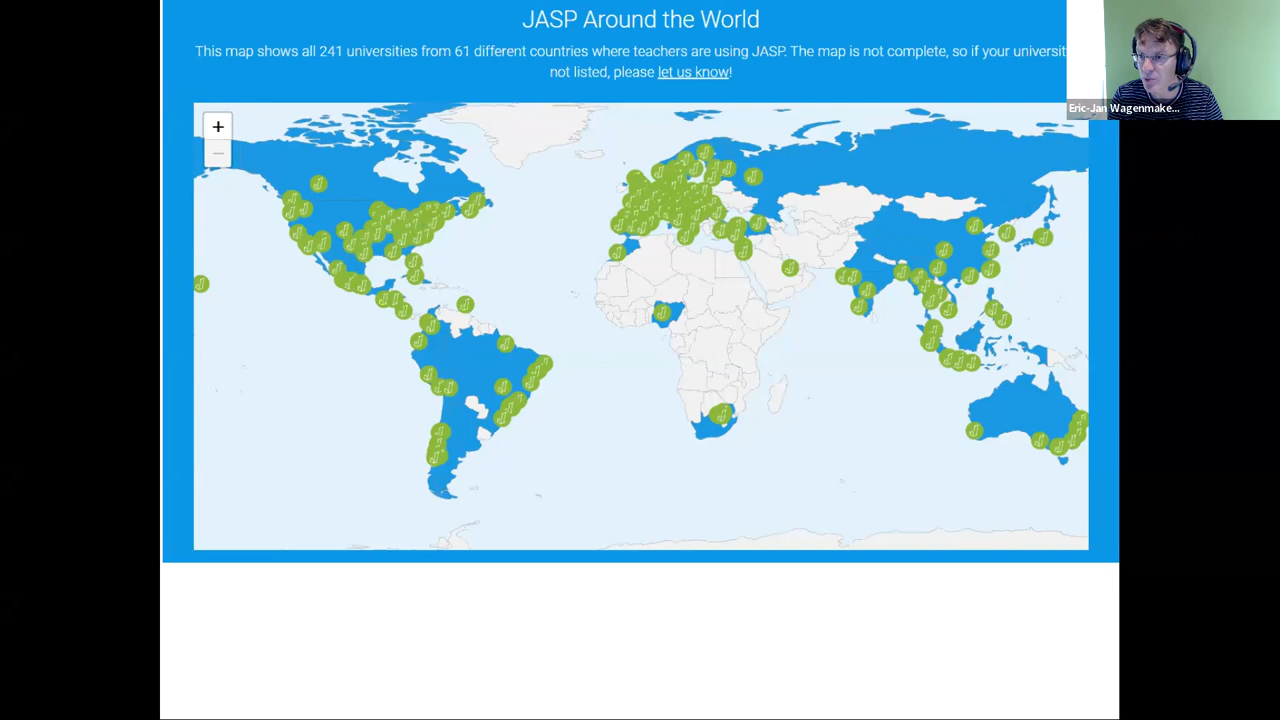 JASP Around the World
This map shows all 241 universities from 61 different countries where teachers are using JASP. The map is not complete, so if your universit
not listed, please let us know!
+
−
Eric-Jan Wagenmake...